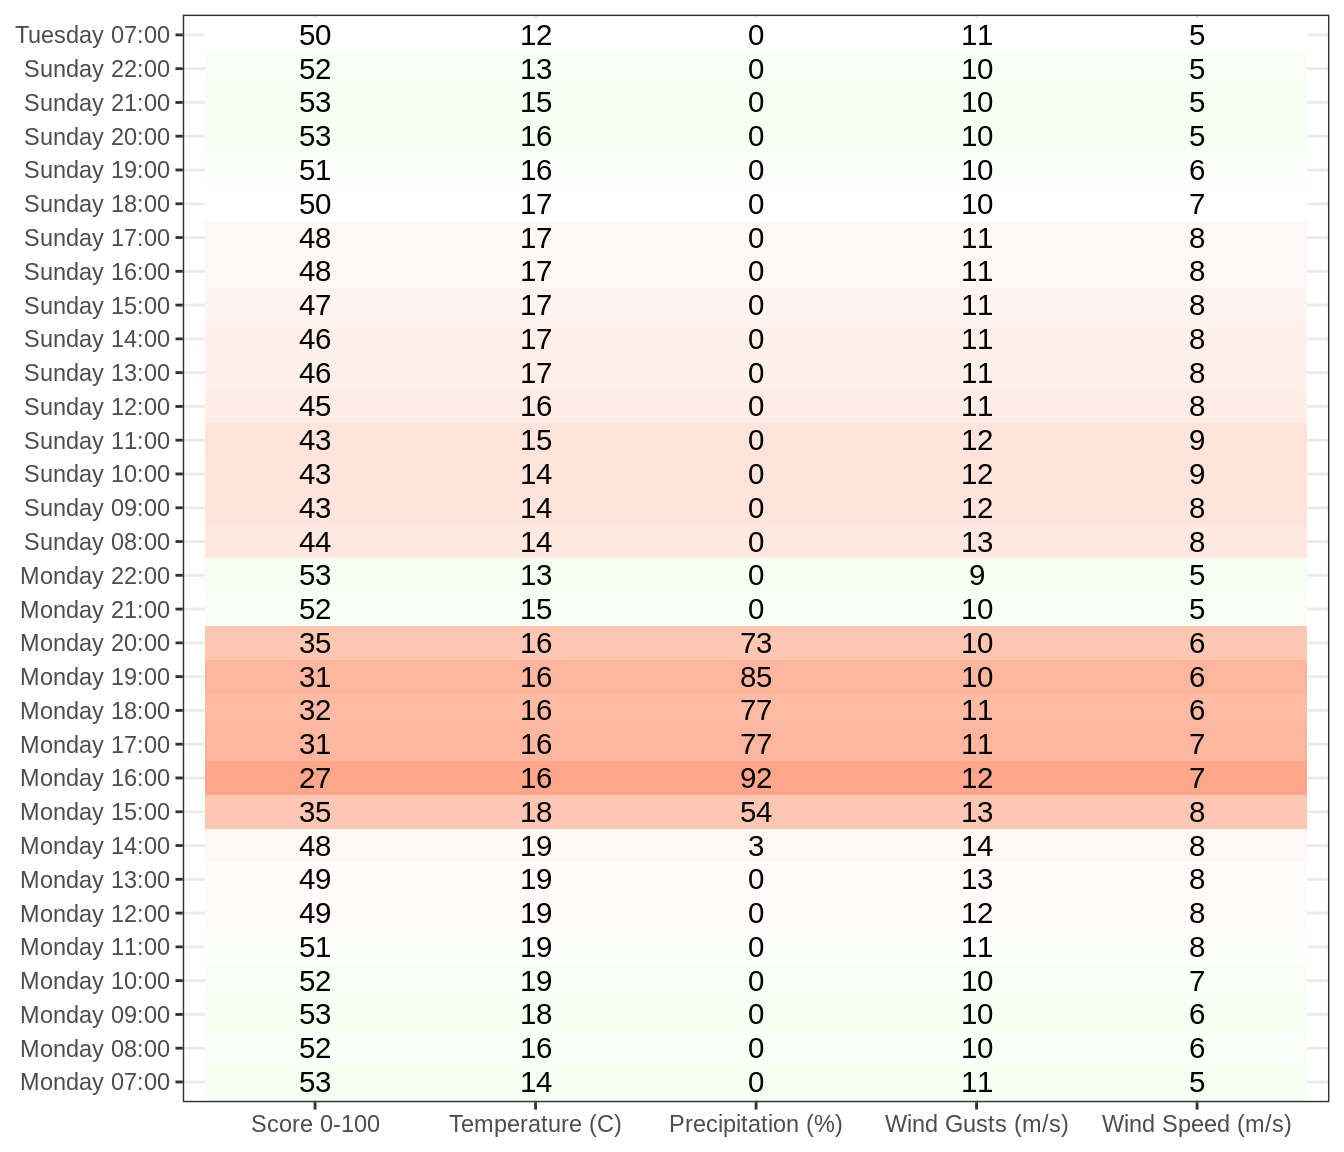 Tuesday 07:00 50 12 0 11 5
Sunday 22:00 52 13 0 10 5
Sunday 21:00 53 15 0 10 5
Sunday 20:00 53 16 0 10 5
Sunday 19:00 51 16 0 10 6
Sunday 18:00 50 17 0 10 7
Sunday 17:00 48 17 0 11 8
Sunday 16:00 48 17 0 11 8
Sunday 15:00 47 17 0 11 8
Sunday 14:00 46 17 0 11 8
Sunday 13:00 46 17 0 11 8
Sunday 12:00 45 16 0 11 8
Sunday 11:00 43 15 0 12 9
Sunday 10:00 43 14 0 12 9
Sunday 09:00 43 14 0 12 8
Sunday 08:00 44 14 0 13 8
Monday 22:00 53 13 0 9 5
Monday 21:00 52 15 0 10 5
Monday 20:00 35 16 73 10 6
Monday 19:00 31 16 85 10 6
Monday 18:00 32 16 77 11 6
Monday 17:00 31 16 77 11 7
Monday 16:00 27 16 92 12 7
Monday 15:00 35 18 54 13 8
Monday 14:00 48 19 3 14 8
Monday 13:00 49 19 0 13 8
Monday 12:00 49 19 0 12 8
Monday 11:00 51 19 0 11 8
Monday 10:00 52 19 0 10 7
Monday 09:00 53 18 0 10 6
Monday 08:00 52 16 0 10 6
Monday 07:00 53 14 0 11 5
Score 0-100 Temperature (C) Precipitation (%) Wind Gusts (m/s) Wind Speed (m/s)